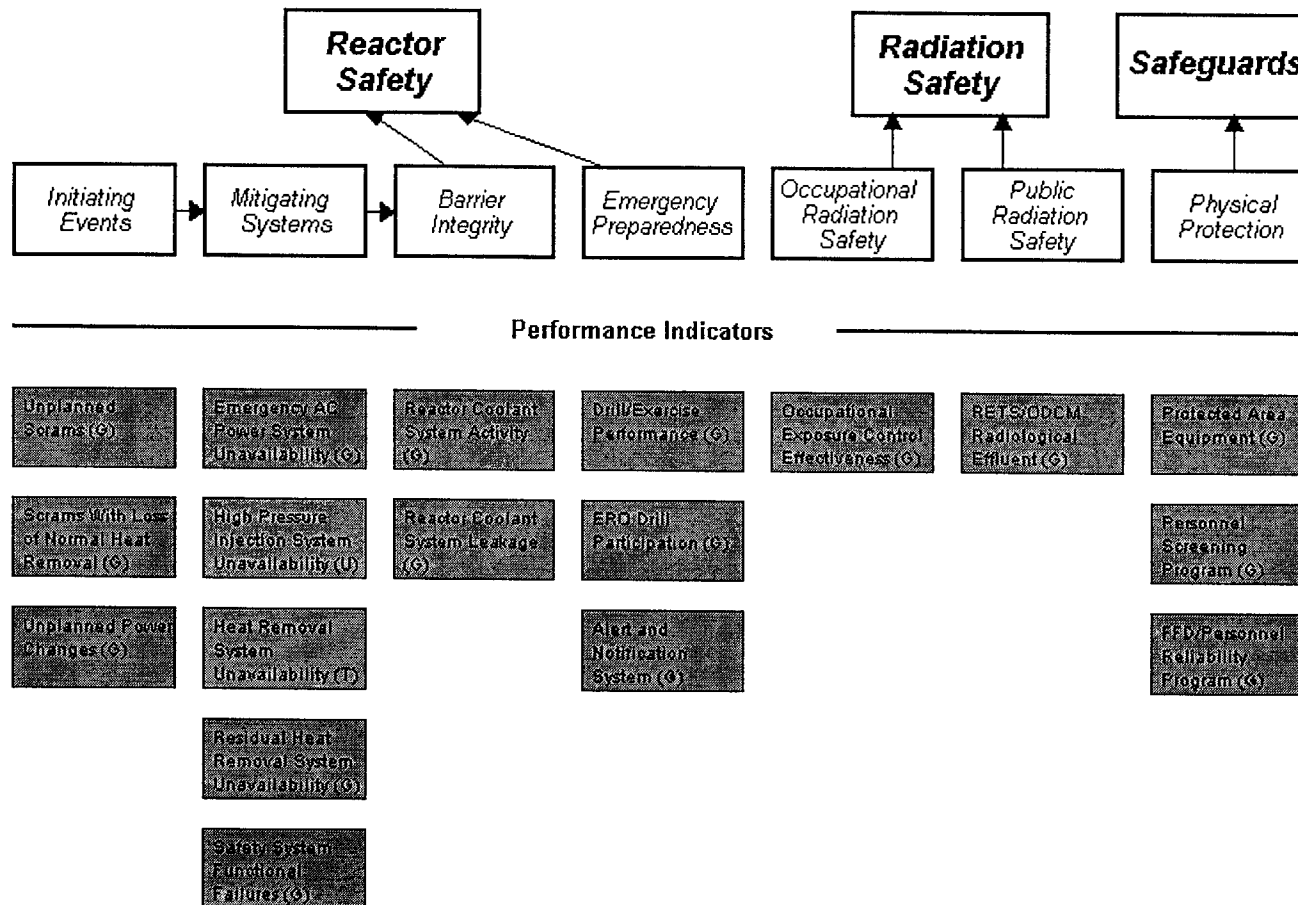 Reactor
Safety
Radiation
Safety
Safeguards
Initiating
Events
Mitigating
Systems
Barrier
Integrity
Emergency
Preparedness
Occupational
Radiation
Safety
Public
Radiation
Safety
Physical
Protection
Performance Indicators
Unplanned
Scrams (G)
Emergency AC
Power System
Unavailability (G)
Reactor Coolant
System Activity
(G)
Drill/Exercise
Performance (G)
Occupational
Exposure Control
Effectiveness (G)
RETS/ODCM
Radiological
Effluent (G)
Protected Area
Equipment (G)
Scrams With Loss
of Normal Heat
Removal (G)
High Pressure
Injection System
Unavailability (U)
Reactor Coolant
System Leakage
(G)
ERO Drill
Participation (G)
Personnel
Screening
Program (G)
Unplanned Power
Changes (G)
Heat Removal
System
Unavailability (T)
Alert and
Notification
System (G)
FFD/Personnel
Reliability
Program (G)
Residual Heat
Removal System
Unavailability (G)
Safety System
Functional
Failures (G)